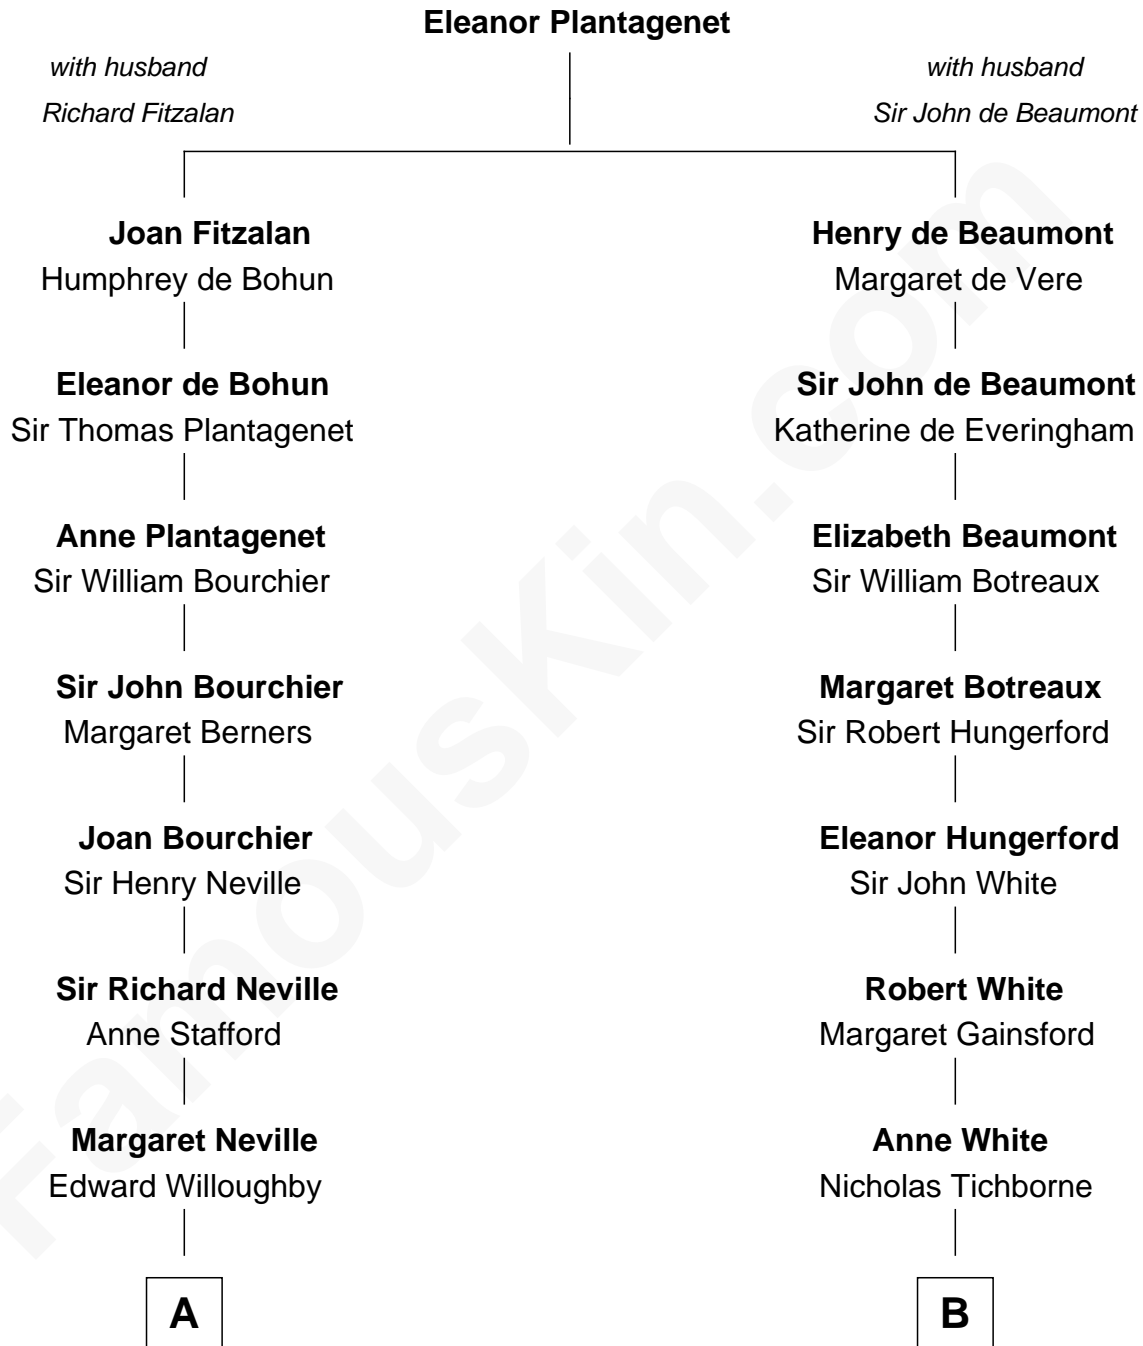 Eleanor Plantagenet
with husband
Richard Fitzalan
with husband
Sir John de Beaumont
Joan Fitzalan
Humphrey de Bohun
Henry de Beaumont
Margaret de Vere
Eleanor de Bohun
Sir Thomas Plantagenet
Sir John de Beaumont
Katherine de Everingham
Anne Plantagenet
Sir William Bourchier
Elizabeth Beaumont
Sir William Botreaux
Sir John Bourchier
Margaret Berners
Margaret Botreaux
Sir Robert Hungerford
Joan Bourchier
Sir Henry Neville
Eleanor Hungerford
Sir John White
Sir Richard Neville
Anne Stafford
Robert White
Margaret Gainsford
Margaret Neville
Edward Willoughby
Anne White
Nicholas Tichborne
A
B
FamousKin.com